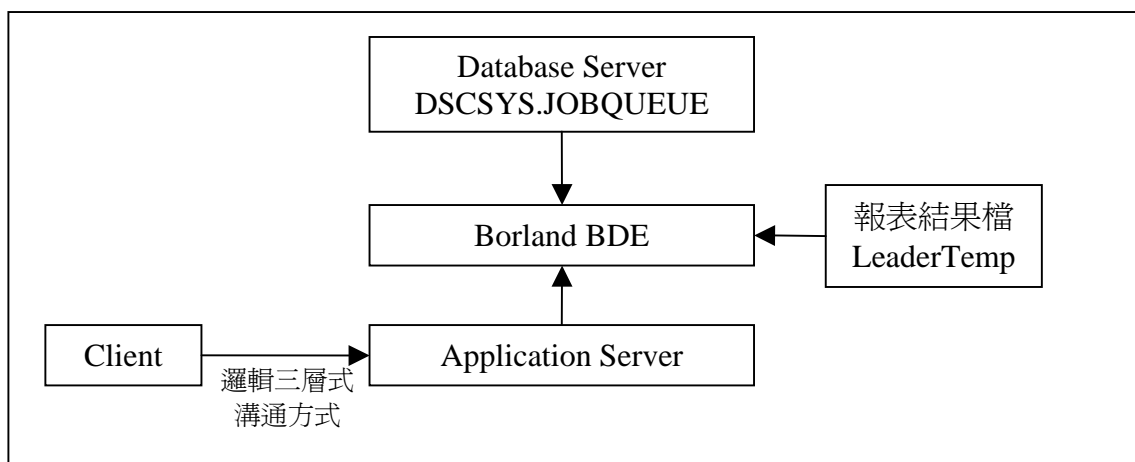 Database Server
DSCSYS.JOBQUEUE
Borland BDE
報表結果檔
LeaderTemp
Client
Application Server
邏輯三層式
溝通方式